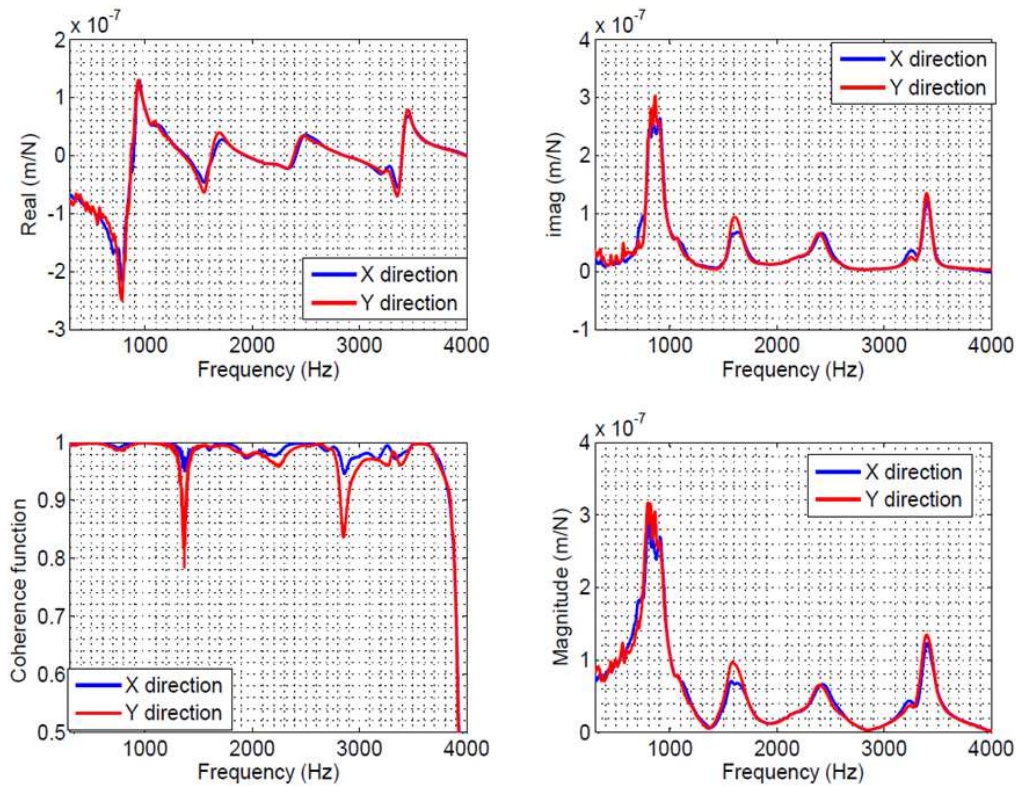 x 10⁻⁷
2
1
0
-1
-2
-3
Real (m/N)
X direction
Y direction
1000 2000 3000 4000
Frequency (Hz)
x 10⁻⁷
4
3
2
1
0
-1
imag (m/N)
X direction
Y direction
1000 2000 3000 4000
Frequency (Hz)
1
0.9
0.8
0.7
0.6
0.5
Coherence function
X direction
Y direction
1000 2000 3000 4000
Frequency (Hz)
x 10⁻⁷
4
3
2
1
0
Magnitude (m/N)
X direction
Y direction
1000 2000 3000 4000
Frequency (Hz)